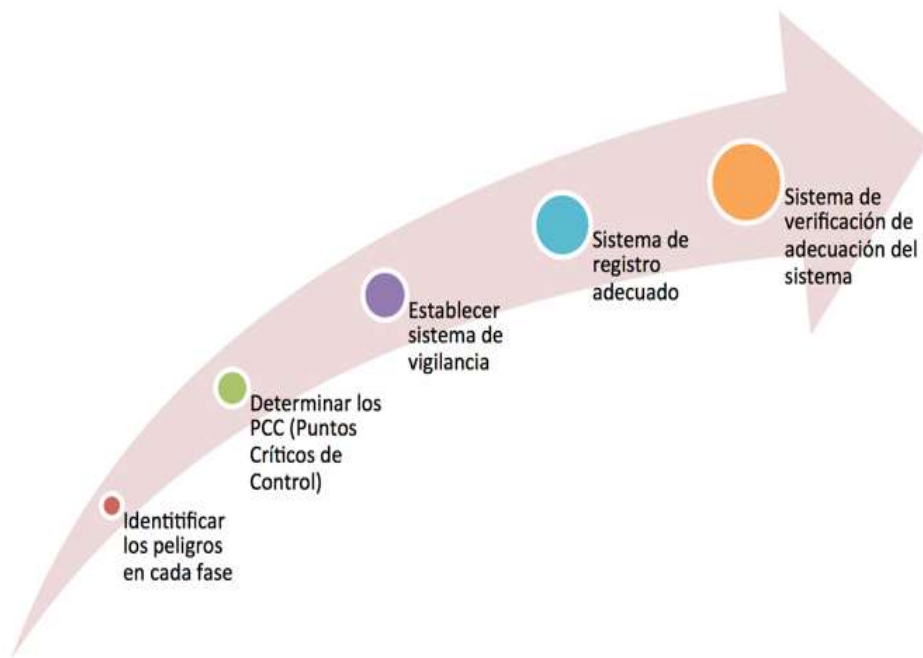 Identitificar
los peligros
en cada fase
Determinar los
PCC (Puntos
Críticos de
Control)
Establecer
sistema de
vigilancia
Sistema de
registro
adecuado
Sistema de
verificación de
adecuación del
sistema